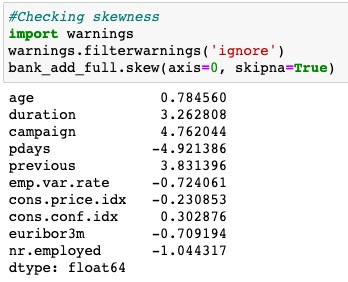 #Checking skewness
import warnings
warnings.filterwarnings('ignore')
bank_add_full.skew(axis=0, skipna=True)
age 0.784560
duration 3.262808
campaign 4.762044
pdays -4.921386
previous 3.831396
emp.var.rate -0.724061
cons.price.idx -0.230853
cons.conf.idx 0.302876
euribor3m -0.709194
nr.employed -1.044317
dtype: float64